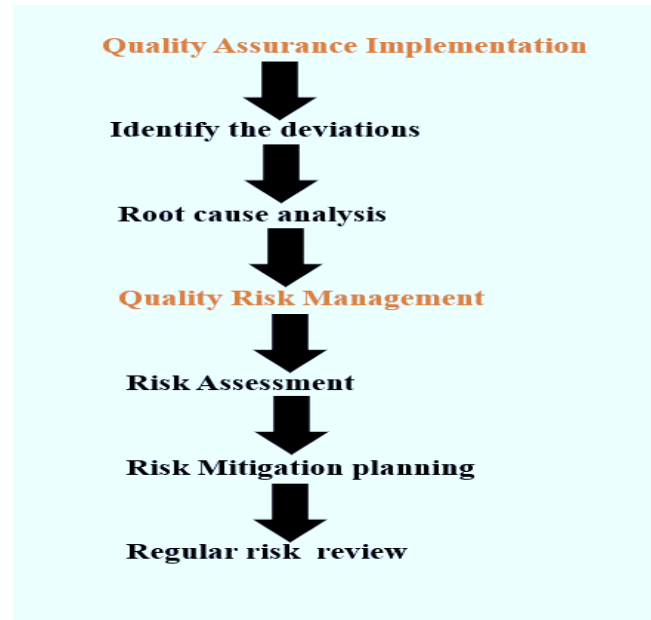 Quality Assurance Implementation
Identify the deviations
Root cause analysis
Quality Risk Management
Risk Assessment
Risk Mitigation planning
Regular risk review